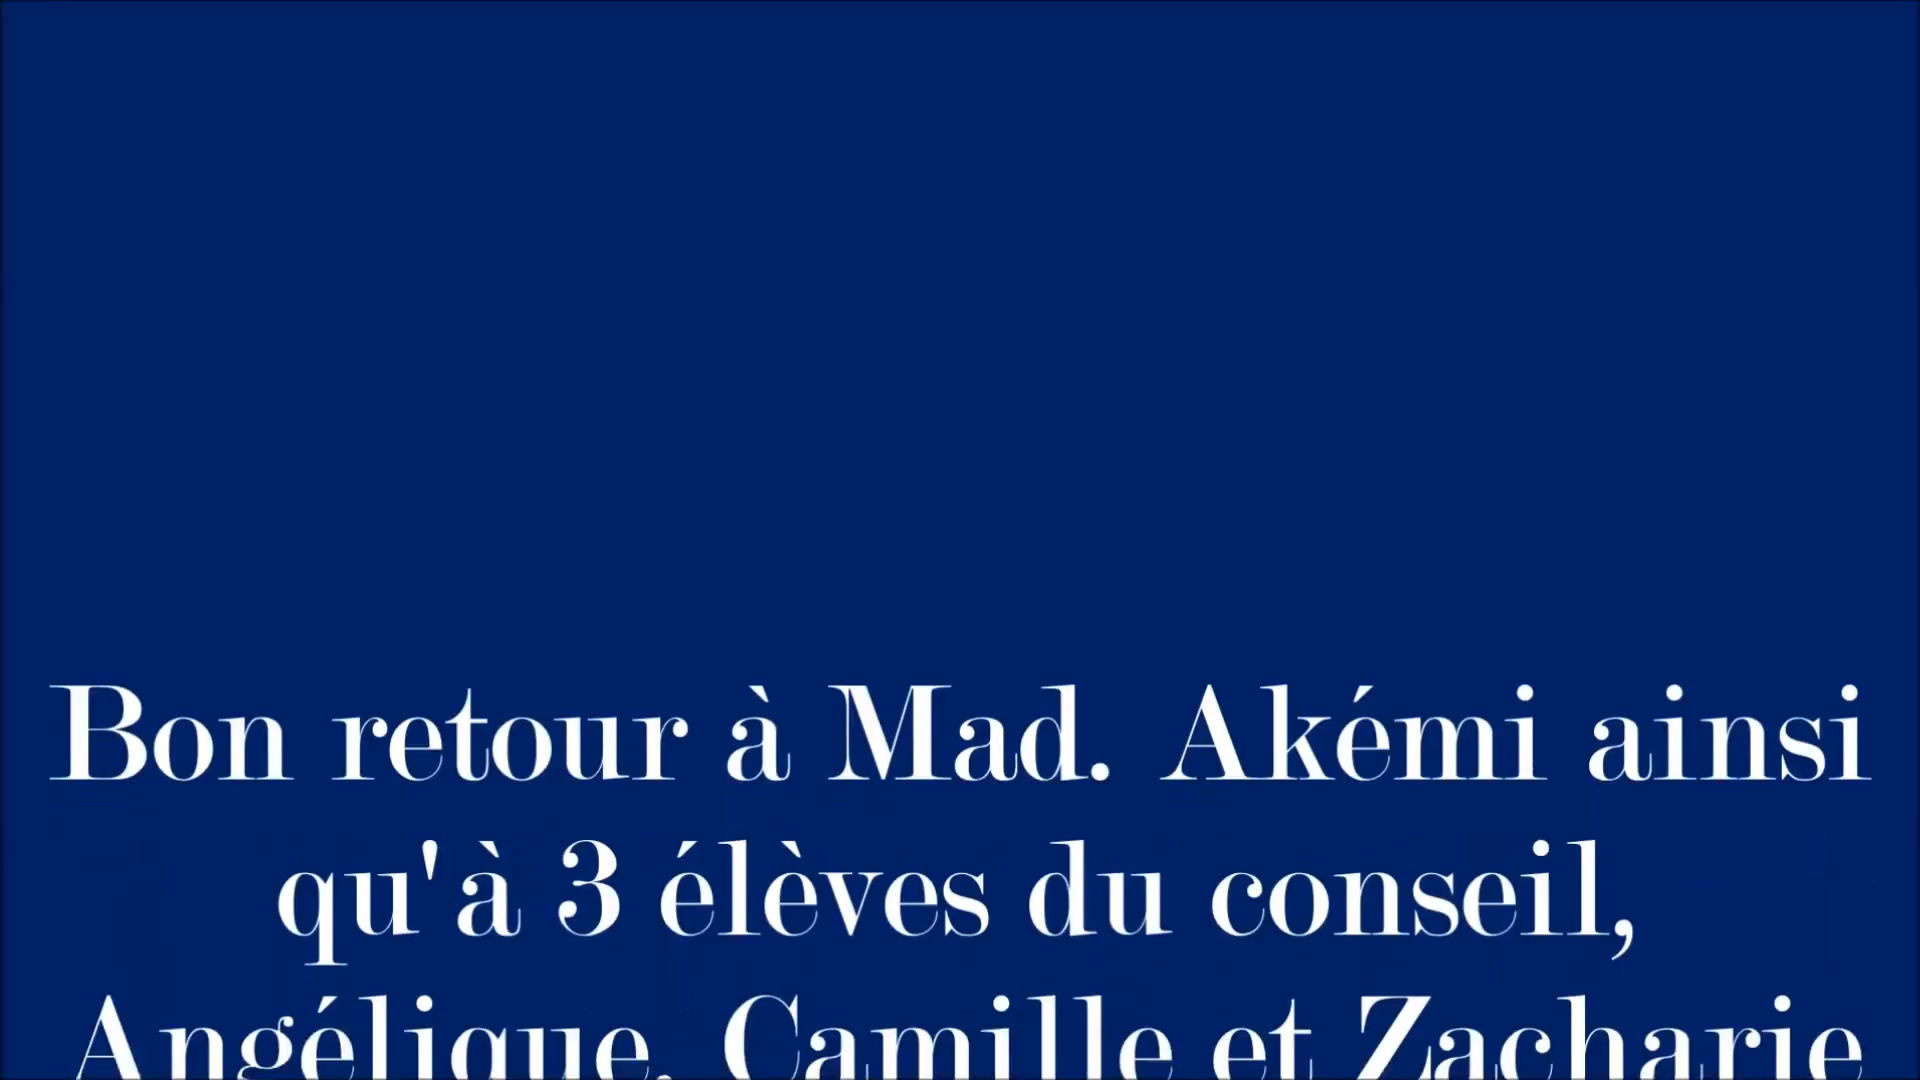 Bon retour à Mad. Akémi ainsi
qu'à 3 élèves du conseil,
Angélique, Camille et Zacharie